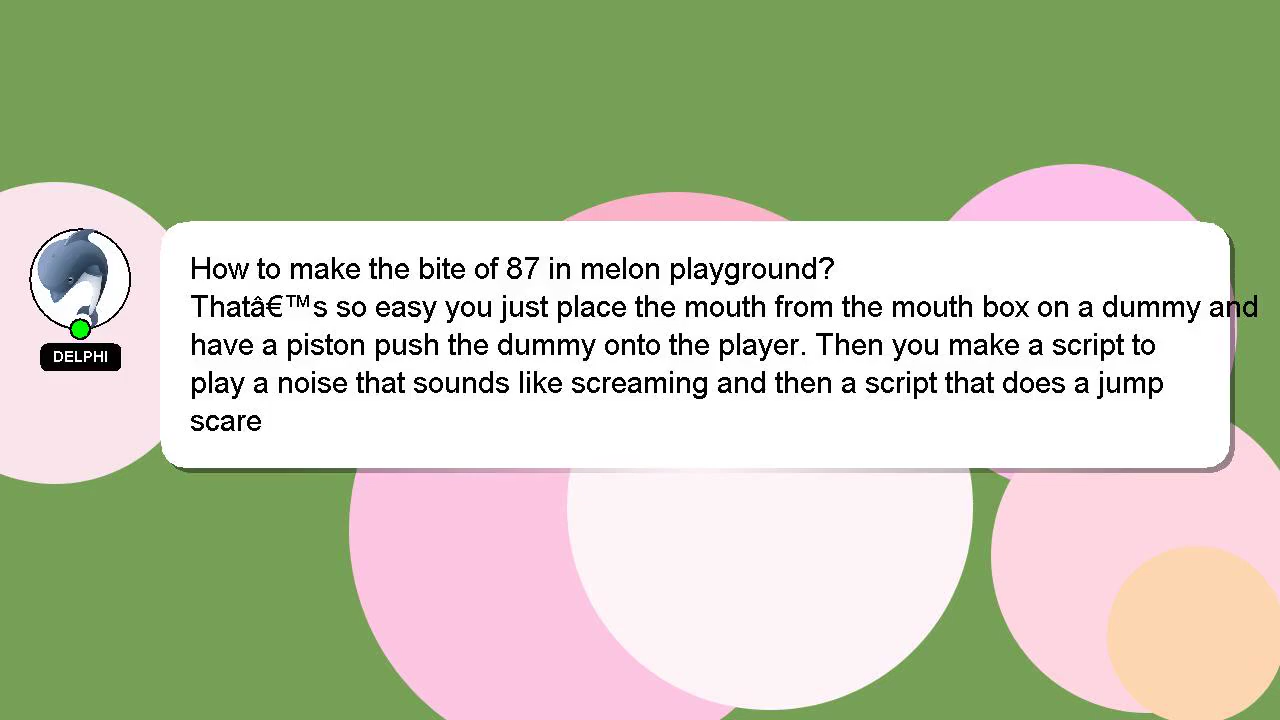 How to make the bite of 87 in melon playground?
Thatâ€™s so easy you just place the mouth from the mouth box on a dummy and
have a piston push the dummy onto the player. Then you make a script to
play a noise that sounds like screaming and then a script that does a jump
scare
DELPHI